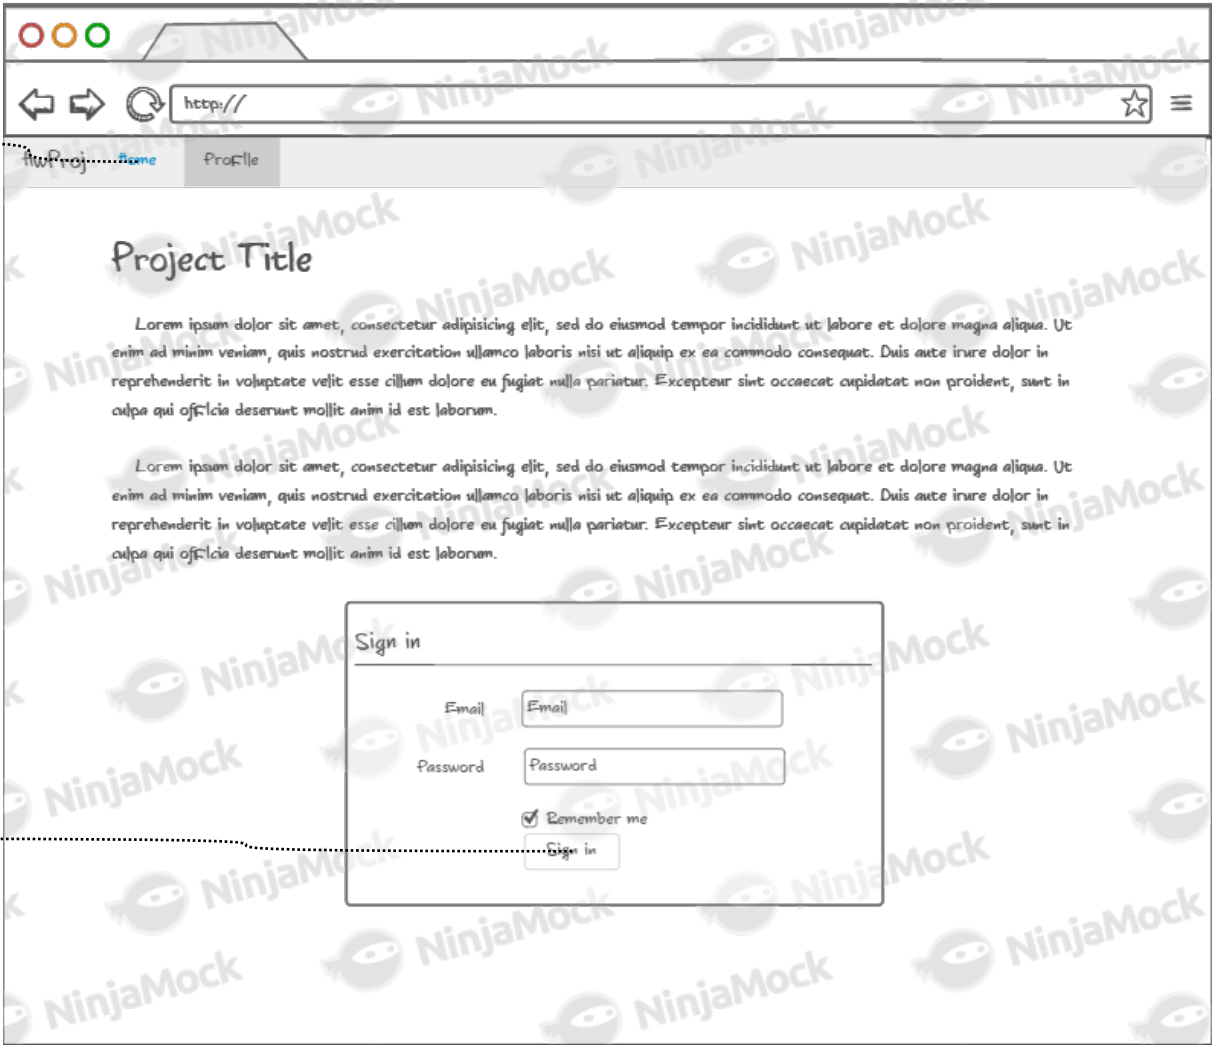 http://
HwProj Home Profile
Project Title
Lorem ipsum dolor sit amet, consectetur adipisicing elit, sed do eiusmod tempor incididunt ut labore et dolore magna aliqua. Ut
enim ad minim veniam, quis nostrud exercitation ullamco laboris nisi ut aliquip ex ea commodo consequat. Duis aute irure dolor in
reprehenderit in voluptate velit esse cillum dolore eu fugiat nulla pariatur. Excepteur sint occaecat cupidatat non proident, sunt in
culpa qui officia deserunt mollit anim id est laborum.
Lorem ipsum dolor sit amet, consectetur adipisicing elit, sed do eiusmod tempor incididunt ut labore et dolore magna aliqua. Ut
enim ad minim veniam, quis nostrud exercitation ullamco laboris nisi ut aliquip ex ea commodo consequat. Duis aute irure dolor in
reprehenderit in voluptate velit esse cillum dolore eu fugiat nulla pariatur. Excepteur sint occaecat cupidatat non proident, sunt in
culpa qui officia deserunt mollit anim id est laborum.
Sign in
Email Email
Password Password
Remember me
Sign in
NinjaMock